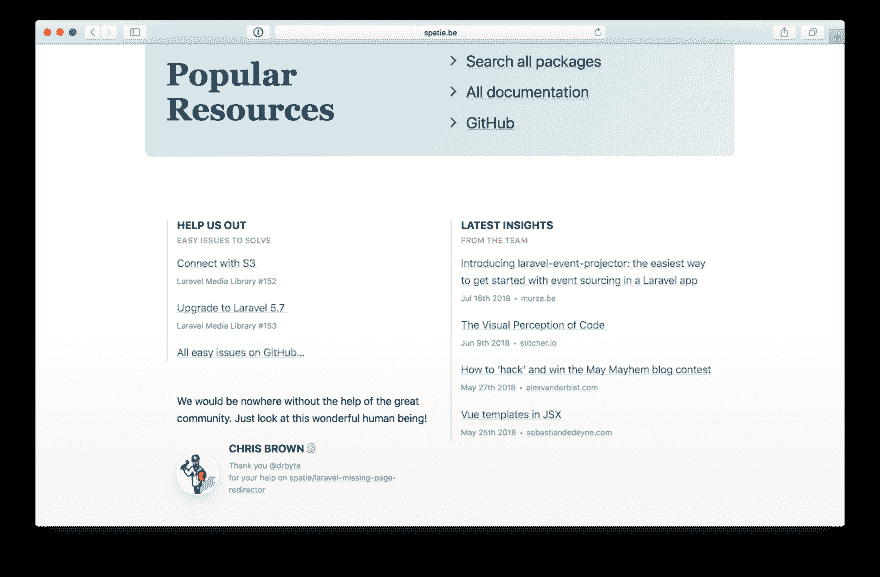 spatie.be
Popular
Resources
Search all packages
All documentation
GitHub
HELP US OUT
EASY ISSUES TO SOLVE
Connect with S3
Laravel Media Library #152
Upgrade to Laravel 5.7
Laravel Media Library #153
All easy issues on GitHub...
We would be nowhere without the help of the great
community. Just look at this wonderful human being!
CHRIS BROWN
Thank you @drbyte
for your help on spatie/laravel-missing-page-
redirector
LATEST INSIGHTS
FROM THE TEAM
Introducing laravel-event-projector: the easiest way
to get started with event sourcing in a Laravel app
Jul 16th 2018 • murze.be
The Visual Perception of Code
Jun 9th 2018 • stitcher.io
How to ‘hack’ and win the May Mayhem blog contest
May 27th 2018 • alexvanderbist.com
Vue templates in JSX
May 25th 2018 • sebastiandedeyne.com